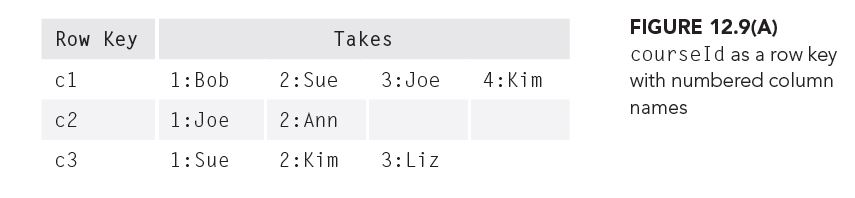 Row Key Takes
c1 1:Bob 2:Sue 3:Joe 4:Kim
c2 1:Joe 2:Ann
c3 1:Sue 2:Kim 3:Liz
FIGURE 12.9(A)
courseId as a row key
with numbered column
names